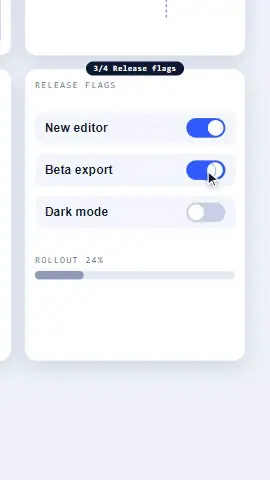 3/4 Release flags
RELEASE FLAGS
New editor
Beta export
Dark mode
ROLLOUT 24%